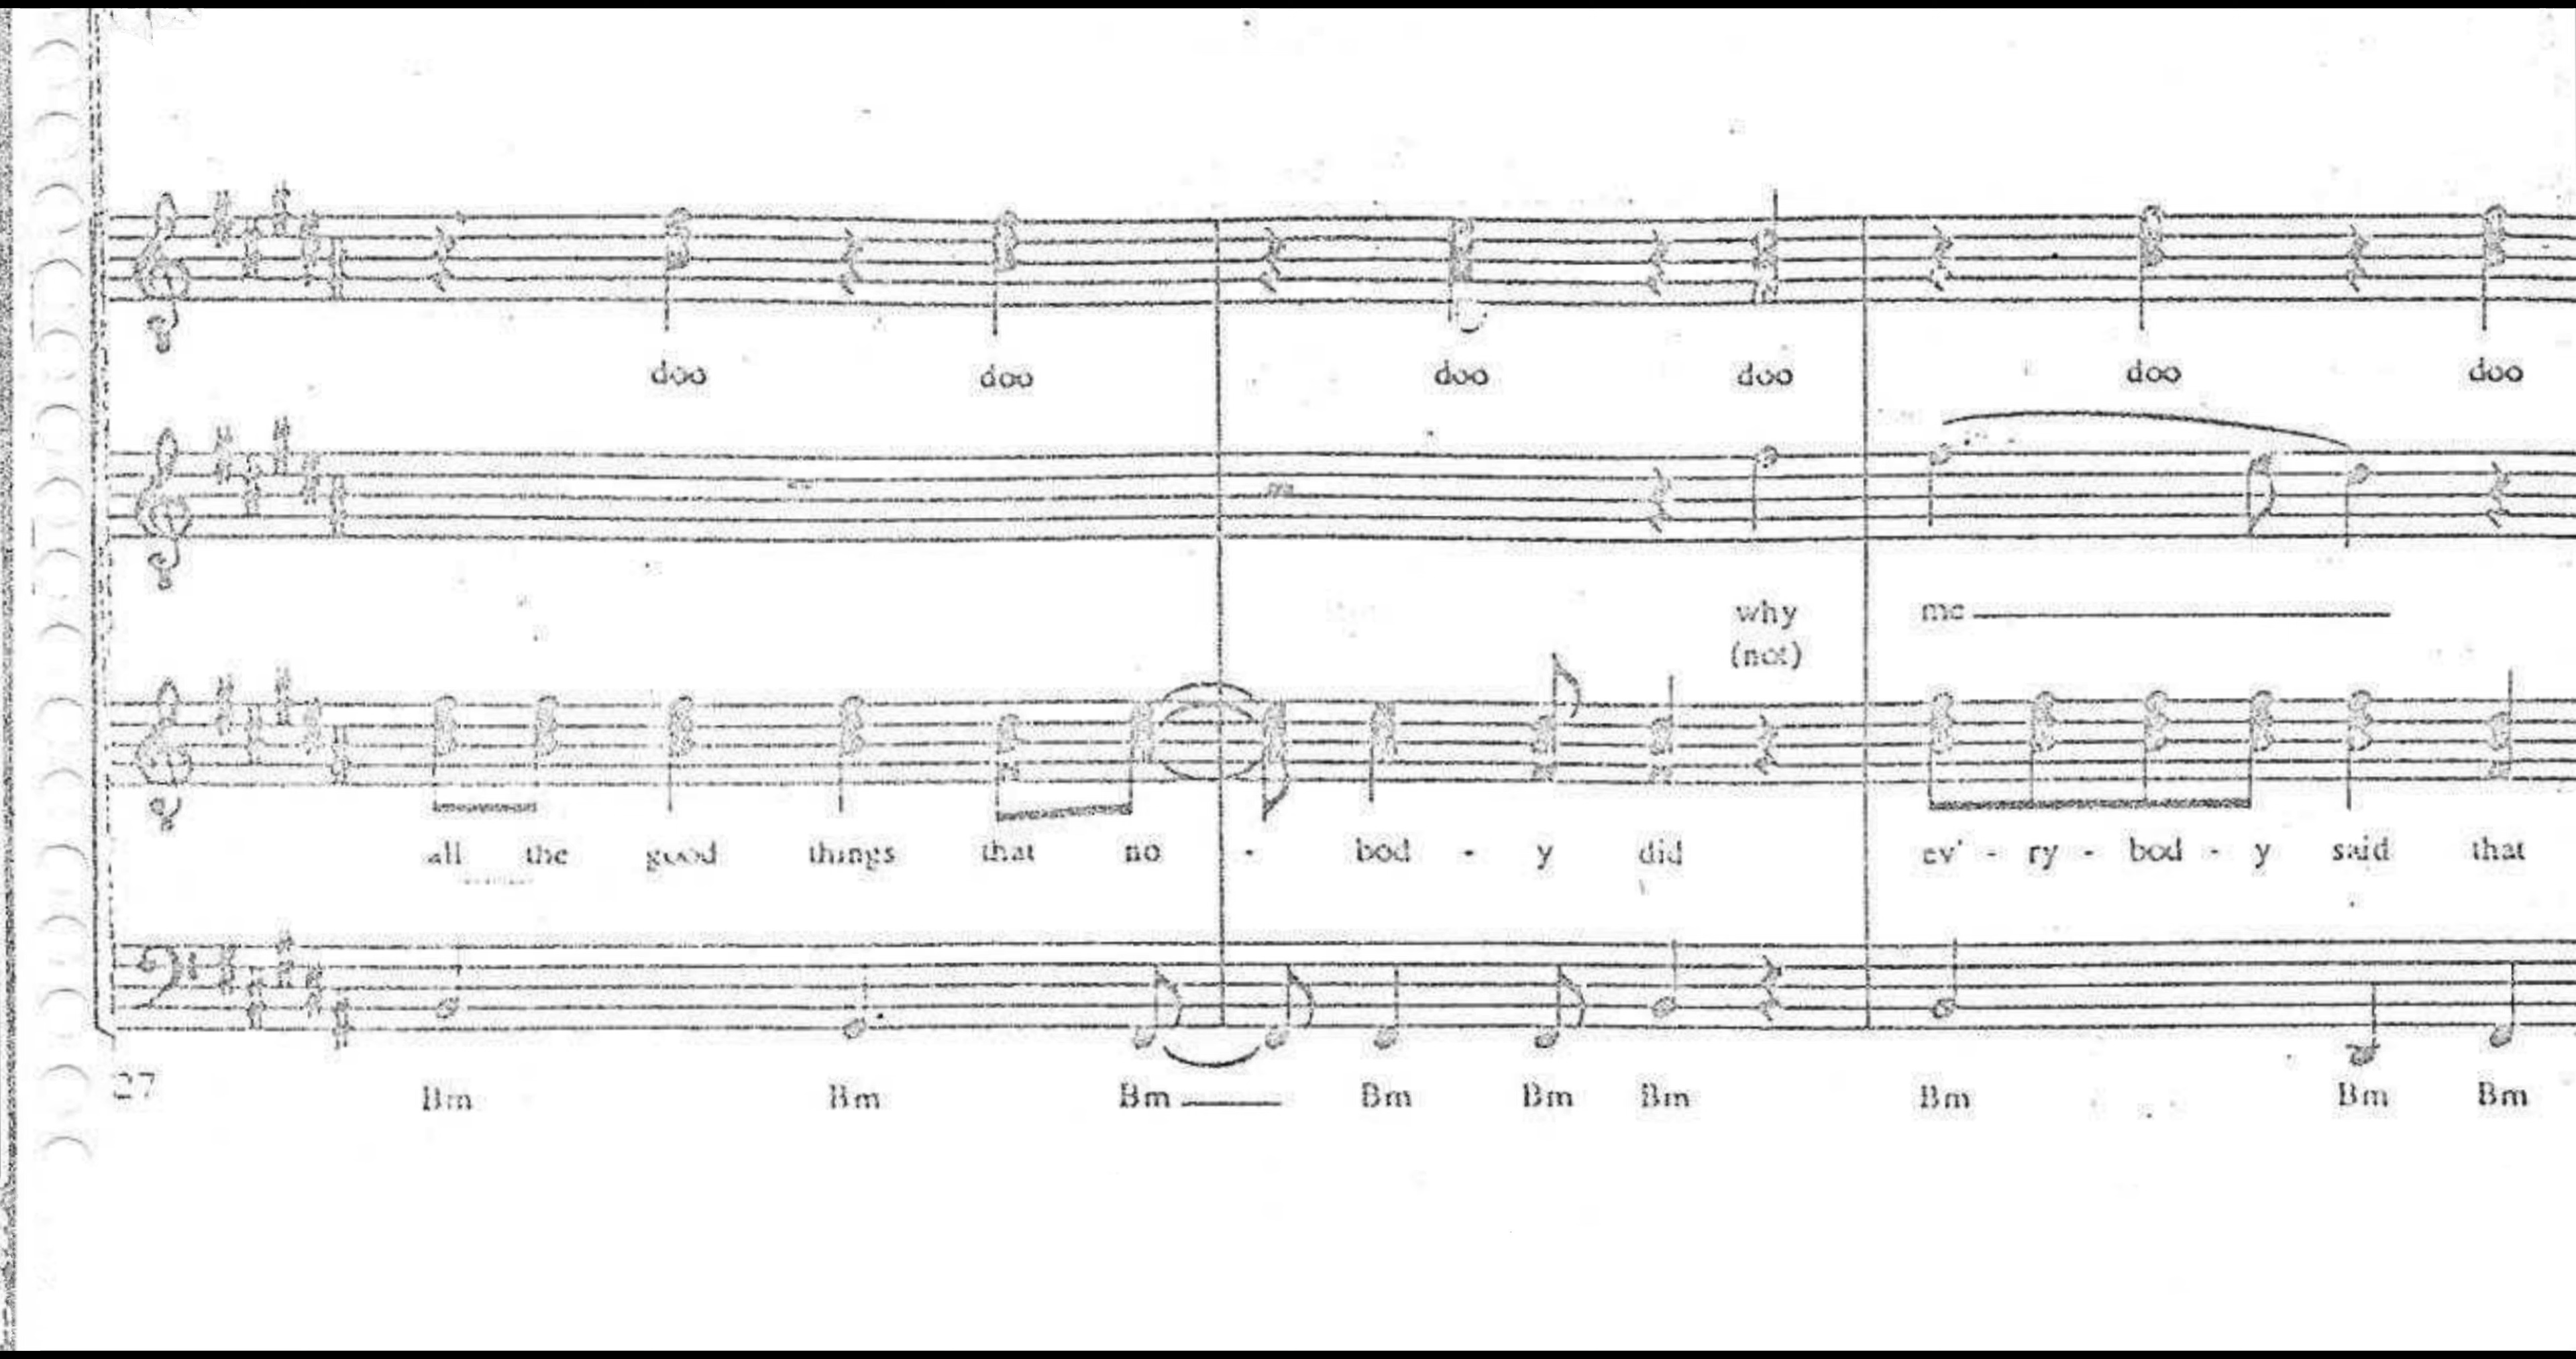 doo doo doo doo doo doo
why me
(not)
all the good things that no - bod - y did ev' - ry - bod - y said that
27 Bm Bm Bm Bm Bm Bm Bm Bm Bm